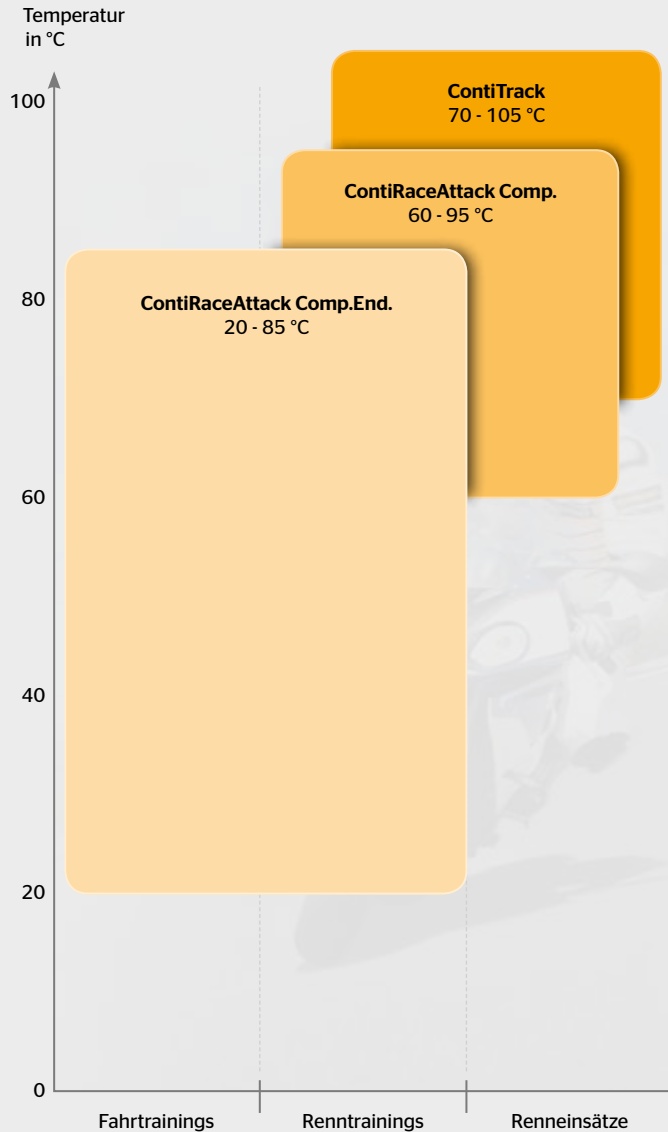 Temperatur
in °C
100
ContiTrack
70 - 105 °C
ContiRaceAttack Comp.
60 - 95 °C
80
ContiRaceAttack Comp.End.
20 - 85 °C
60
40
20
0
Fahrtrainings Renntrainings Renneinsätze